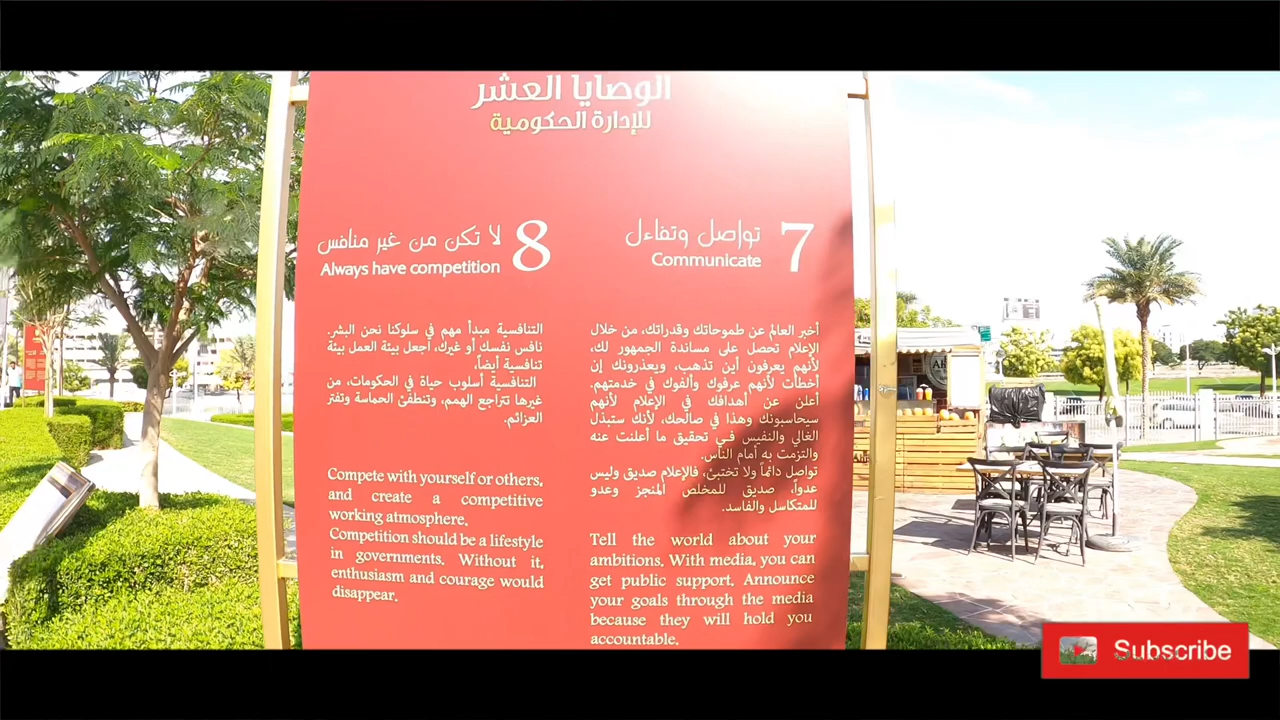 الوصايا العشر
للإدارة الحكومية
7
تواصل وتفاءل
Communicate
أخبر العالم عن طموحاتك وقدراتك، من خلال
الإعلام تحصل على مساندة الجمهور لك،
لأنهم يعرفون أين تذهب، ويعذرونك إن
أخطأت لأنهم عرفوك وألفوك في خدمتهم.
أعلن عن أهدافك في الإعلام لأنهم
سيحاسبونك وهذا في صالحك، لأنك ستبذل
الغالي والنفيس في تحقيق ما أعلنت عنه
والتزمت به أمام الناس.
تواصل دائماً ولا تختبئ، فالإعلام صديق وليس
عدواً، صديق للمخلص المنجز وعدو
للمتكاسل والفاسد.
Tell the world about your
ambitions. With media, you can
get public support. Announce
your goals through the media
because they will hold you
accountable.
8
لا تكن من غير منافس
Always have competition
التنافسية مبدأ مهم في سلوكنا نحن البشر.
نافس نفسك أو غيرك، اجعل بيئة العمل بيئة
تنافسية أيضاً.
التنافسية أسلوب حياة في الحكومات، من
غيرها تتراجع الهمم، وتنطفئ الحماسة وتفتر
العزائم.
Compete with yourself or others,
and create a competitive
working atmosphere.
Competition should be a lifestyle
in governments. Without it,
enthusiasm and courage would
disappear.
Subscribe